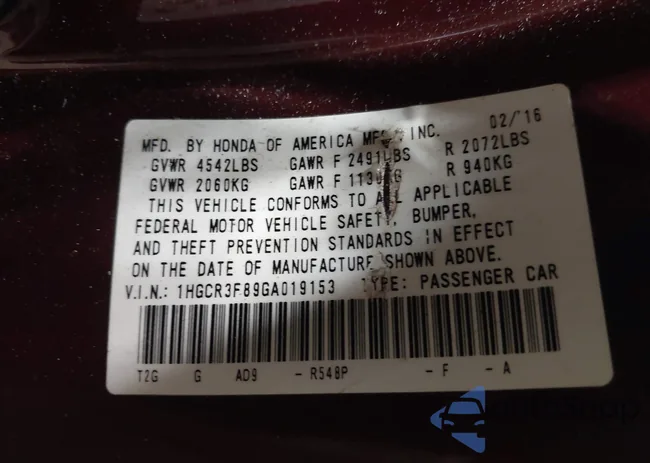 MFD. BY HONDA OF AMERICA MFG., INC. 02/'16
GVWR 4542LBS GAWR F 2491LBS R 2072LBS
GVWR 2060KG GAWR F 1130KG R 940KG
THIS VEHICLE CONFORMS TO ALL APPLICABLE
FEDERAL MOTOR VEHICLE SAFETY, BUMPER,
AND THEFT PREVENTION STANDARDS IN EFFECT
ON THE DATE OF MANUFACTURE SHOWN ABOVE.
V.I.N.: 1HGCR3F89GA019153 TYPE: PASSENGER CAR
T2G G AD9 - R548P - F - A